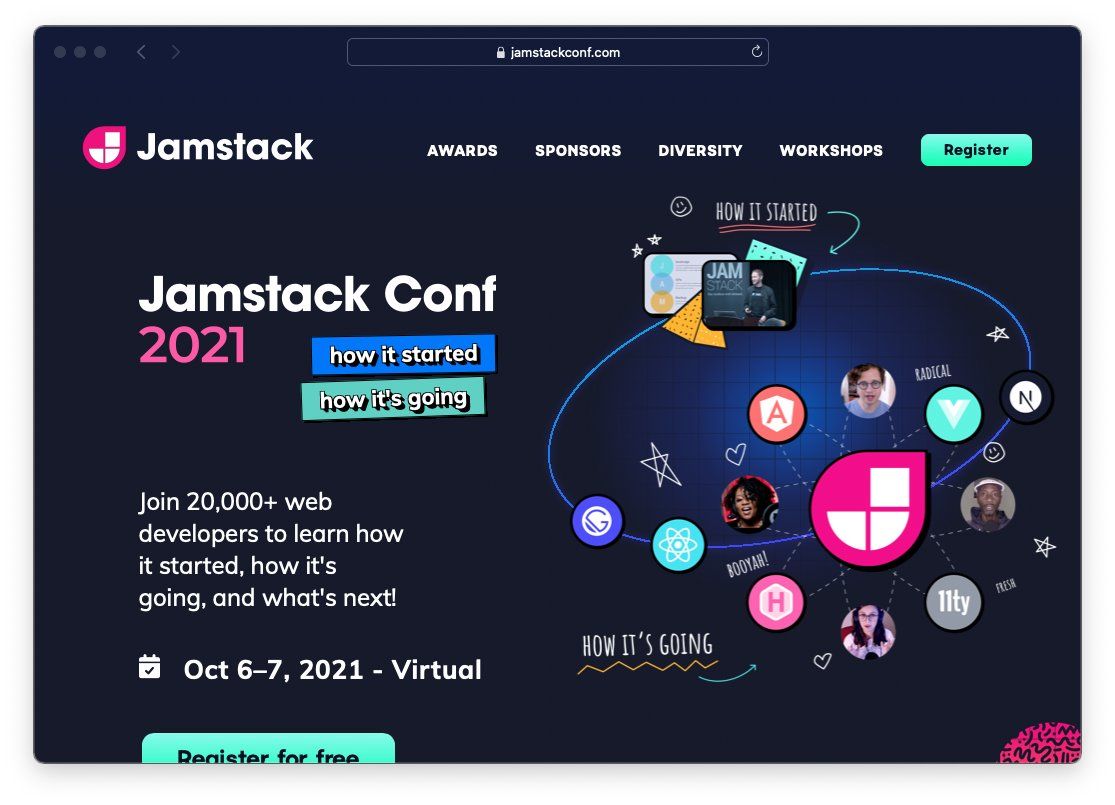 jamstackconf.com
Jamstack
AWARDS
SPONSORS
DIVERSITY
WORKSHOPS
Register
HOW IT STARTED
JAM
STACK
J
A
M
Jamstack Conf
2021
how it started
how it's going
RADICAL
N
Join 20,000+ web
developers to learn how
it started, how it's
going, and what's next!
BOOYAH!
H
11ty
FRESH
HOW IT'S GOING
Oct 6–7, 2021 - Virtual
Register for free